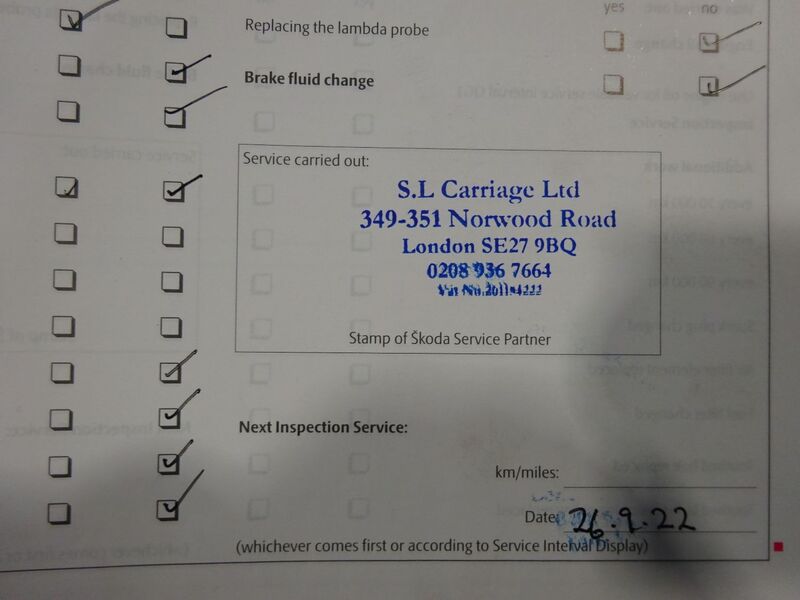 yes no
Replacing the lambda probe
Brake fluid change
Service carried out:
S.L Carriage Ltd
349-351 Norwood Road
London SE27 9BQ
0208 936 7664
Stamp of Škoda Service Partner
Next Inspection Service:
km/miles:
Date: 26.9.22
(whichever comes first or according to Service Interval Display)